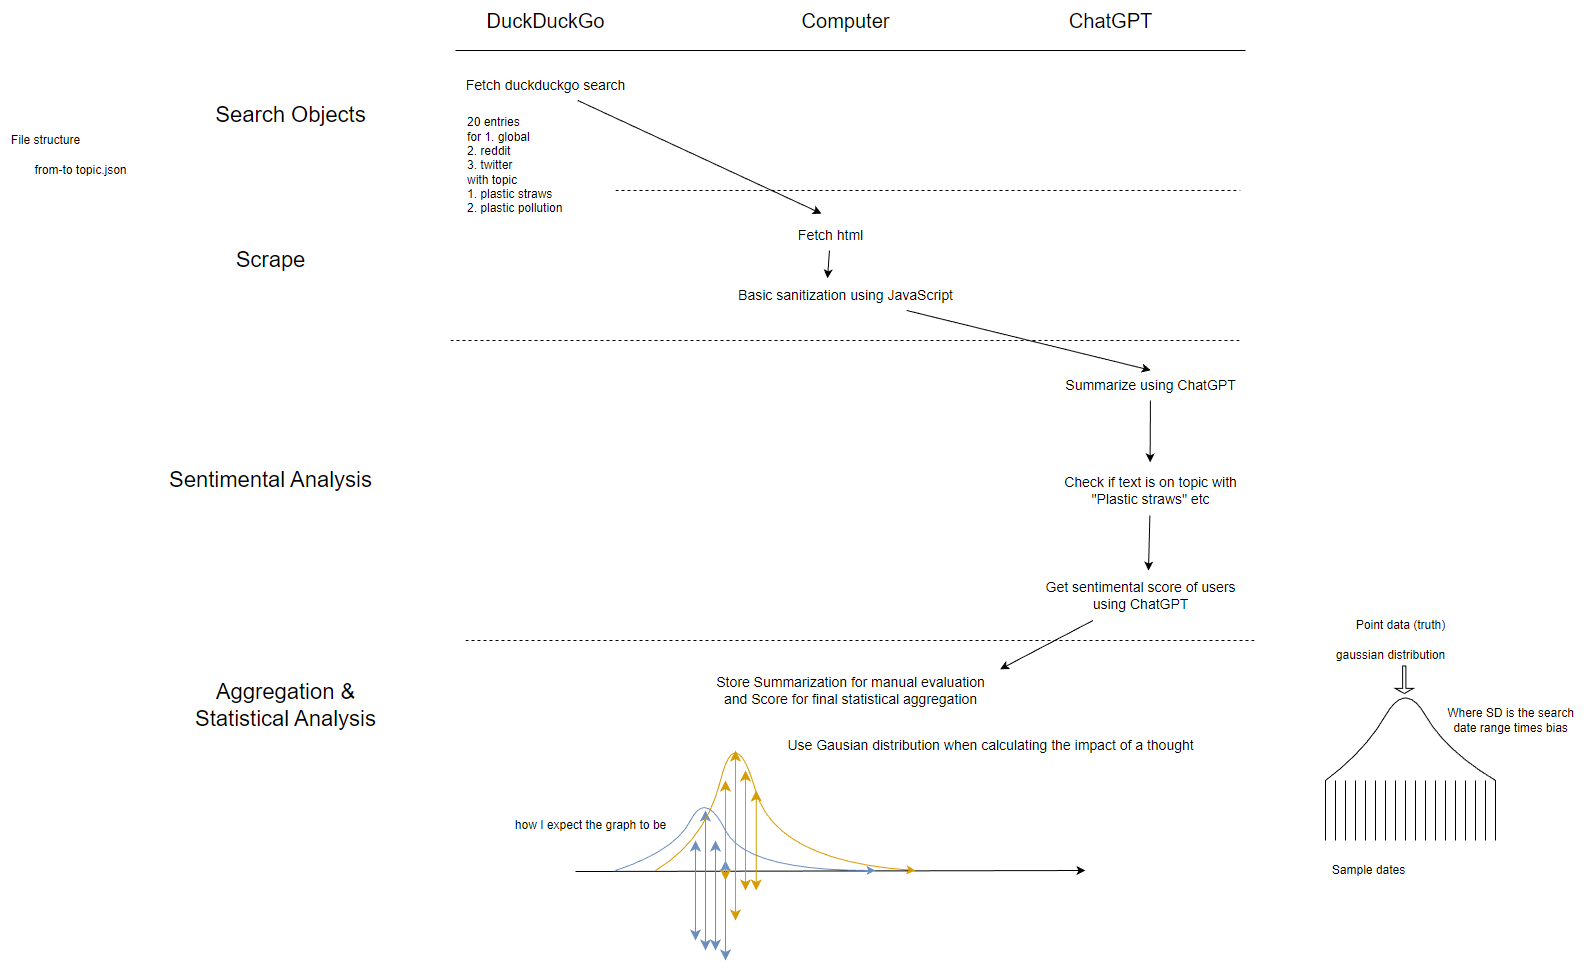 DuckDuckGo
Computer
ChatGPT
Fetch duckduckgo search
Search Objects
20 entries
for 1. global
2. reddit
3. twitter
with topic
1. plastic straws
2. plastic pollution
File structure
from-to topic.json
Fetch html
Scrape
Basic sanitization using JavaScript
Summarize using ChatGPT
Sentimental Analysis
Check if text is on topic with
"Plastic straws" etc
Get sentimental score of users
using ChatGPT
Point data (truth)
gaussian distribution
Aggregation &
Statistical Analysis
Store Summarization for manual evaluation
and Score for final statistical aggregation
Where SD is the search
date range times bias
Use Gausian distribution when calculating the impact of a thought
how I expect the graph to be
Sample dates